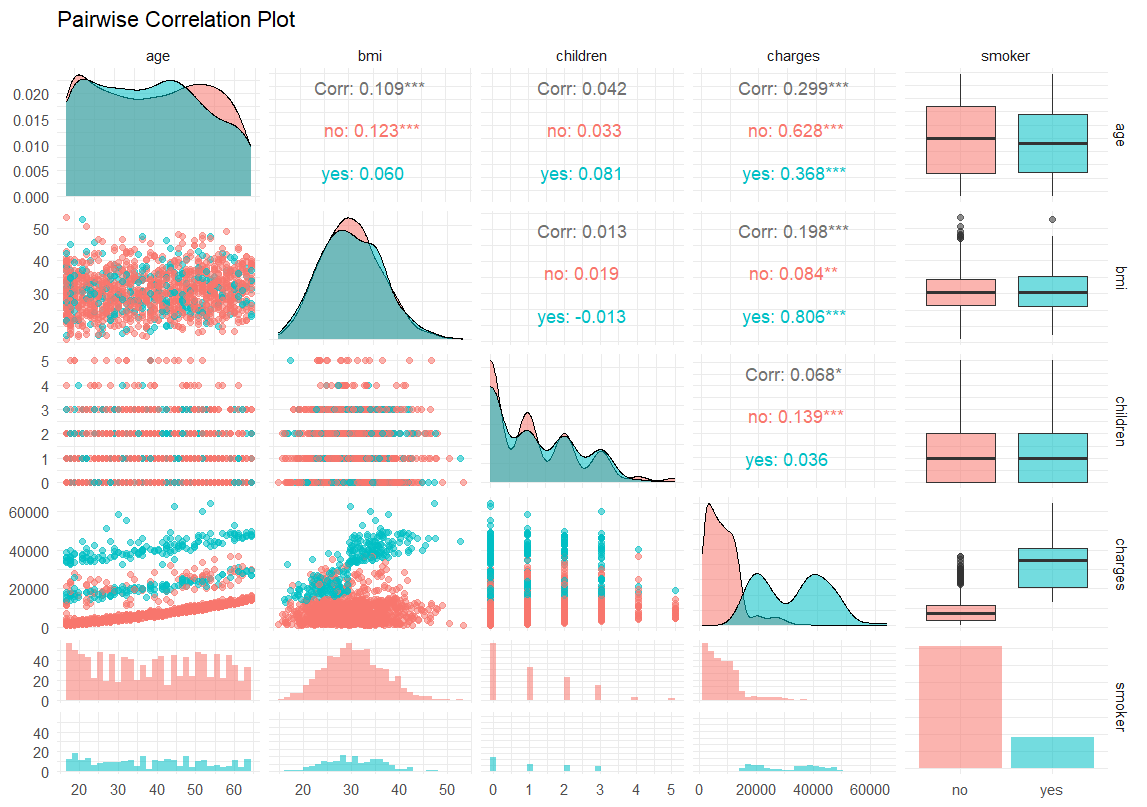 Pairwise Correlation Plot
age bmi children charges smoker
0.020
0.015
0.010
0.005
0.000
Corr: 0.109***
no: 0.123***
yes: 0.060
Corr: 0.042
no: 0.033
yes: 0.081
Corr: 0.299***
no: 0.628***
yes: 0.368***
age
50
40
30
20
Corr: 0.013
no: 0.019
yes: -0.013
Corr: 0.198***
no: 0.084**
yes: 0.806***
bmi
5
4
3
2
1
0
Corr: 0.068*
no: 0.139***
yes: 0.036
children
60000
40000
20000
0
charges
40
20
0
40
20
0
smoker
20 30 40 50 60
20 30 40 50
0 1 2 3 4 5
0 20000 40000 60000
no yes